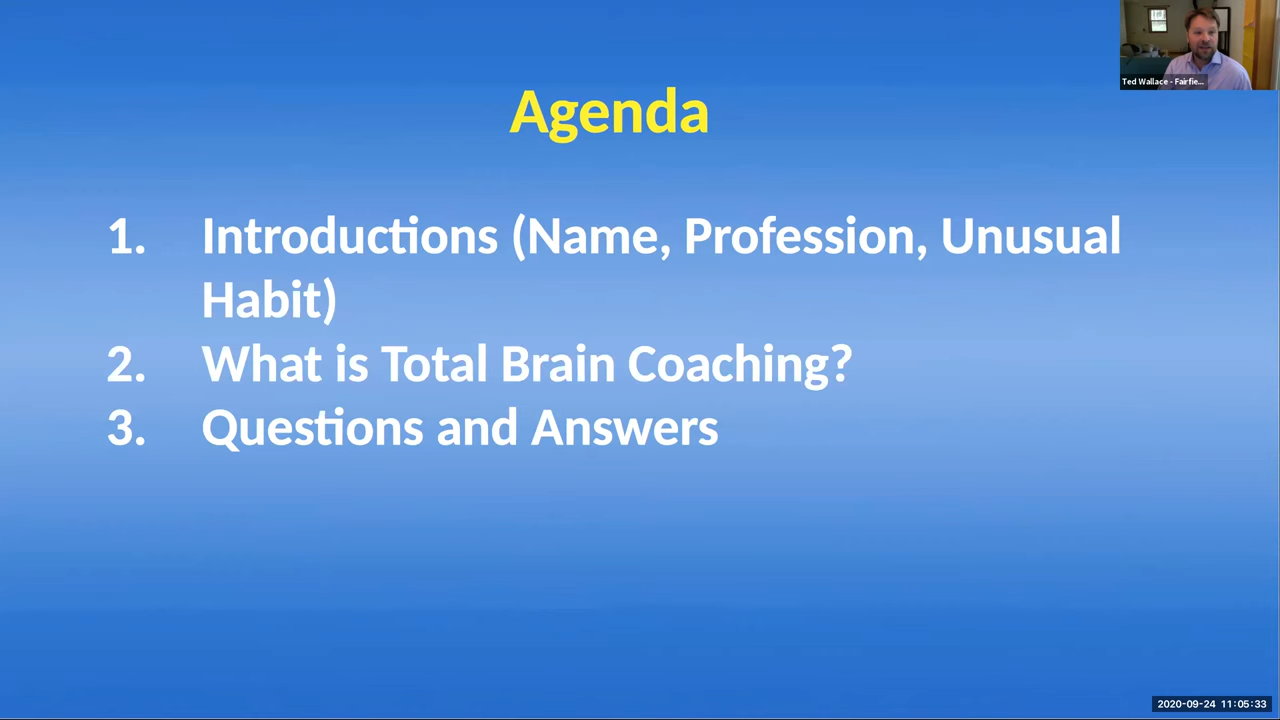 Ted Wallace - Fairfie...
Agenda
1. Introductions (Name, Profession, Unusual
Habit)
2. What is Total Brain Coaching?
3. Questions and Answers
2020-09-24 11:05:33